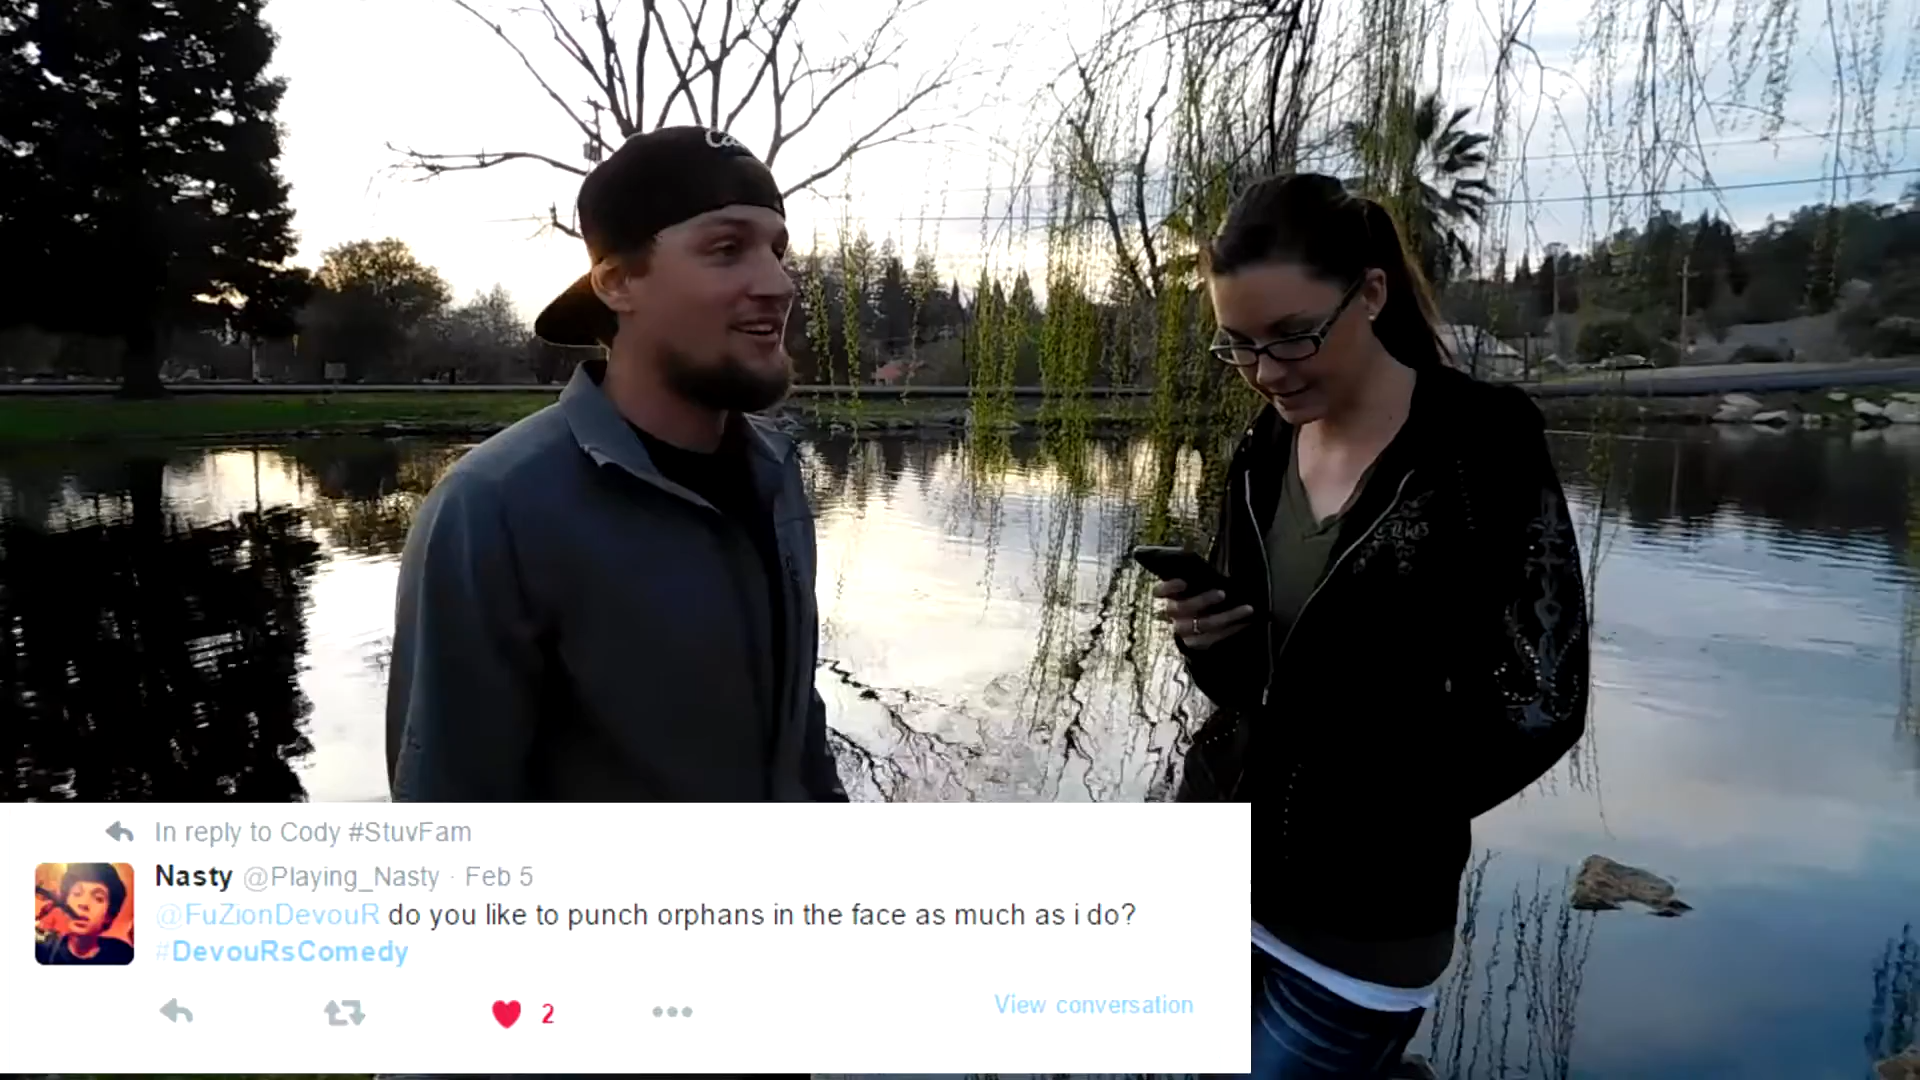 In reply to Cody #StuvFam
Nasty @Playing_Nasty · Feb 5
@FuZionDevouR do you like to punch orphans in the face as much as i do?
#DevouRsComedy
2
View conversation